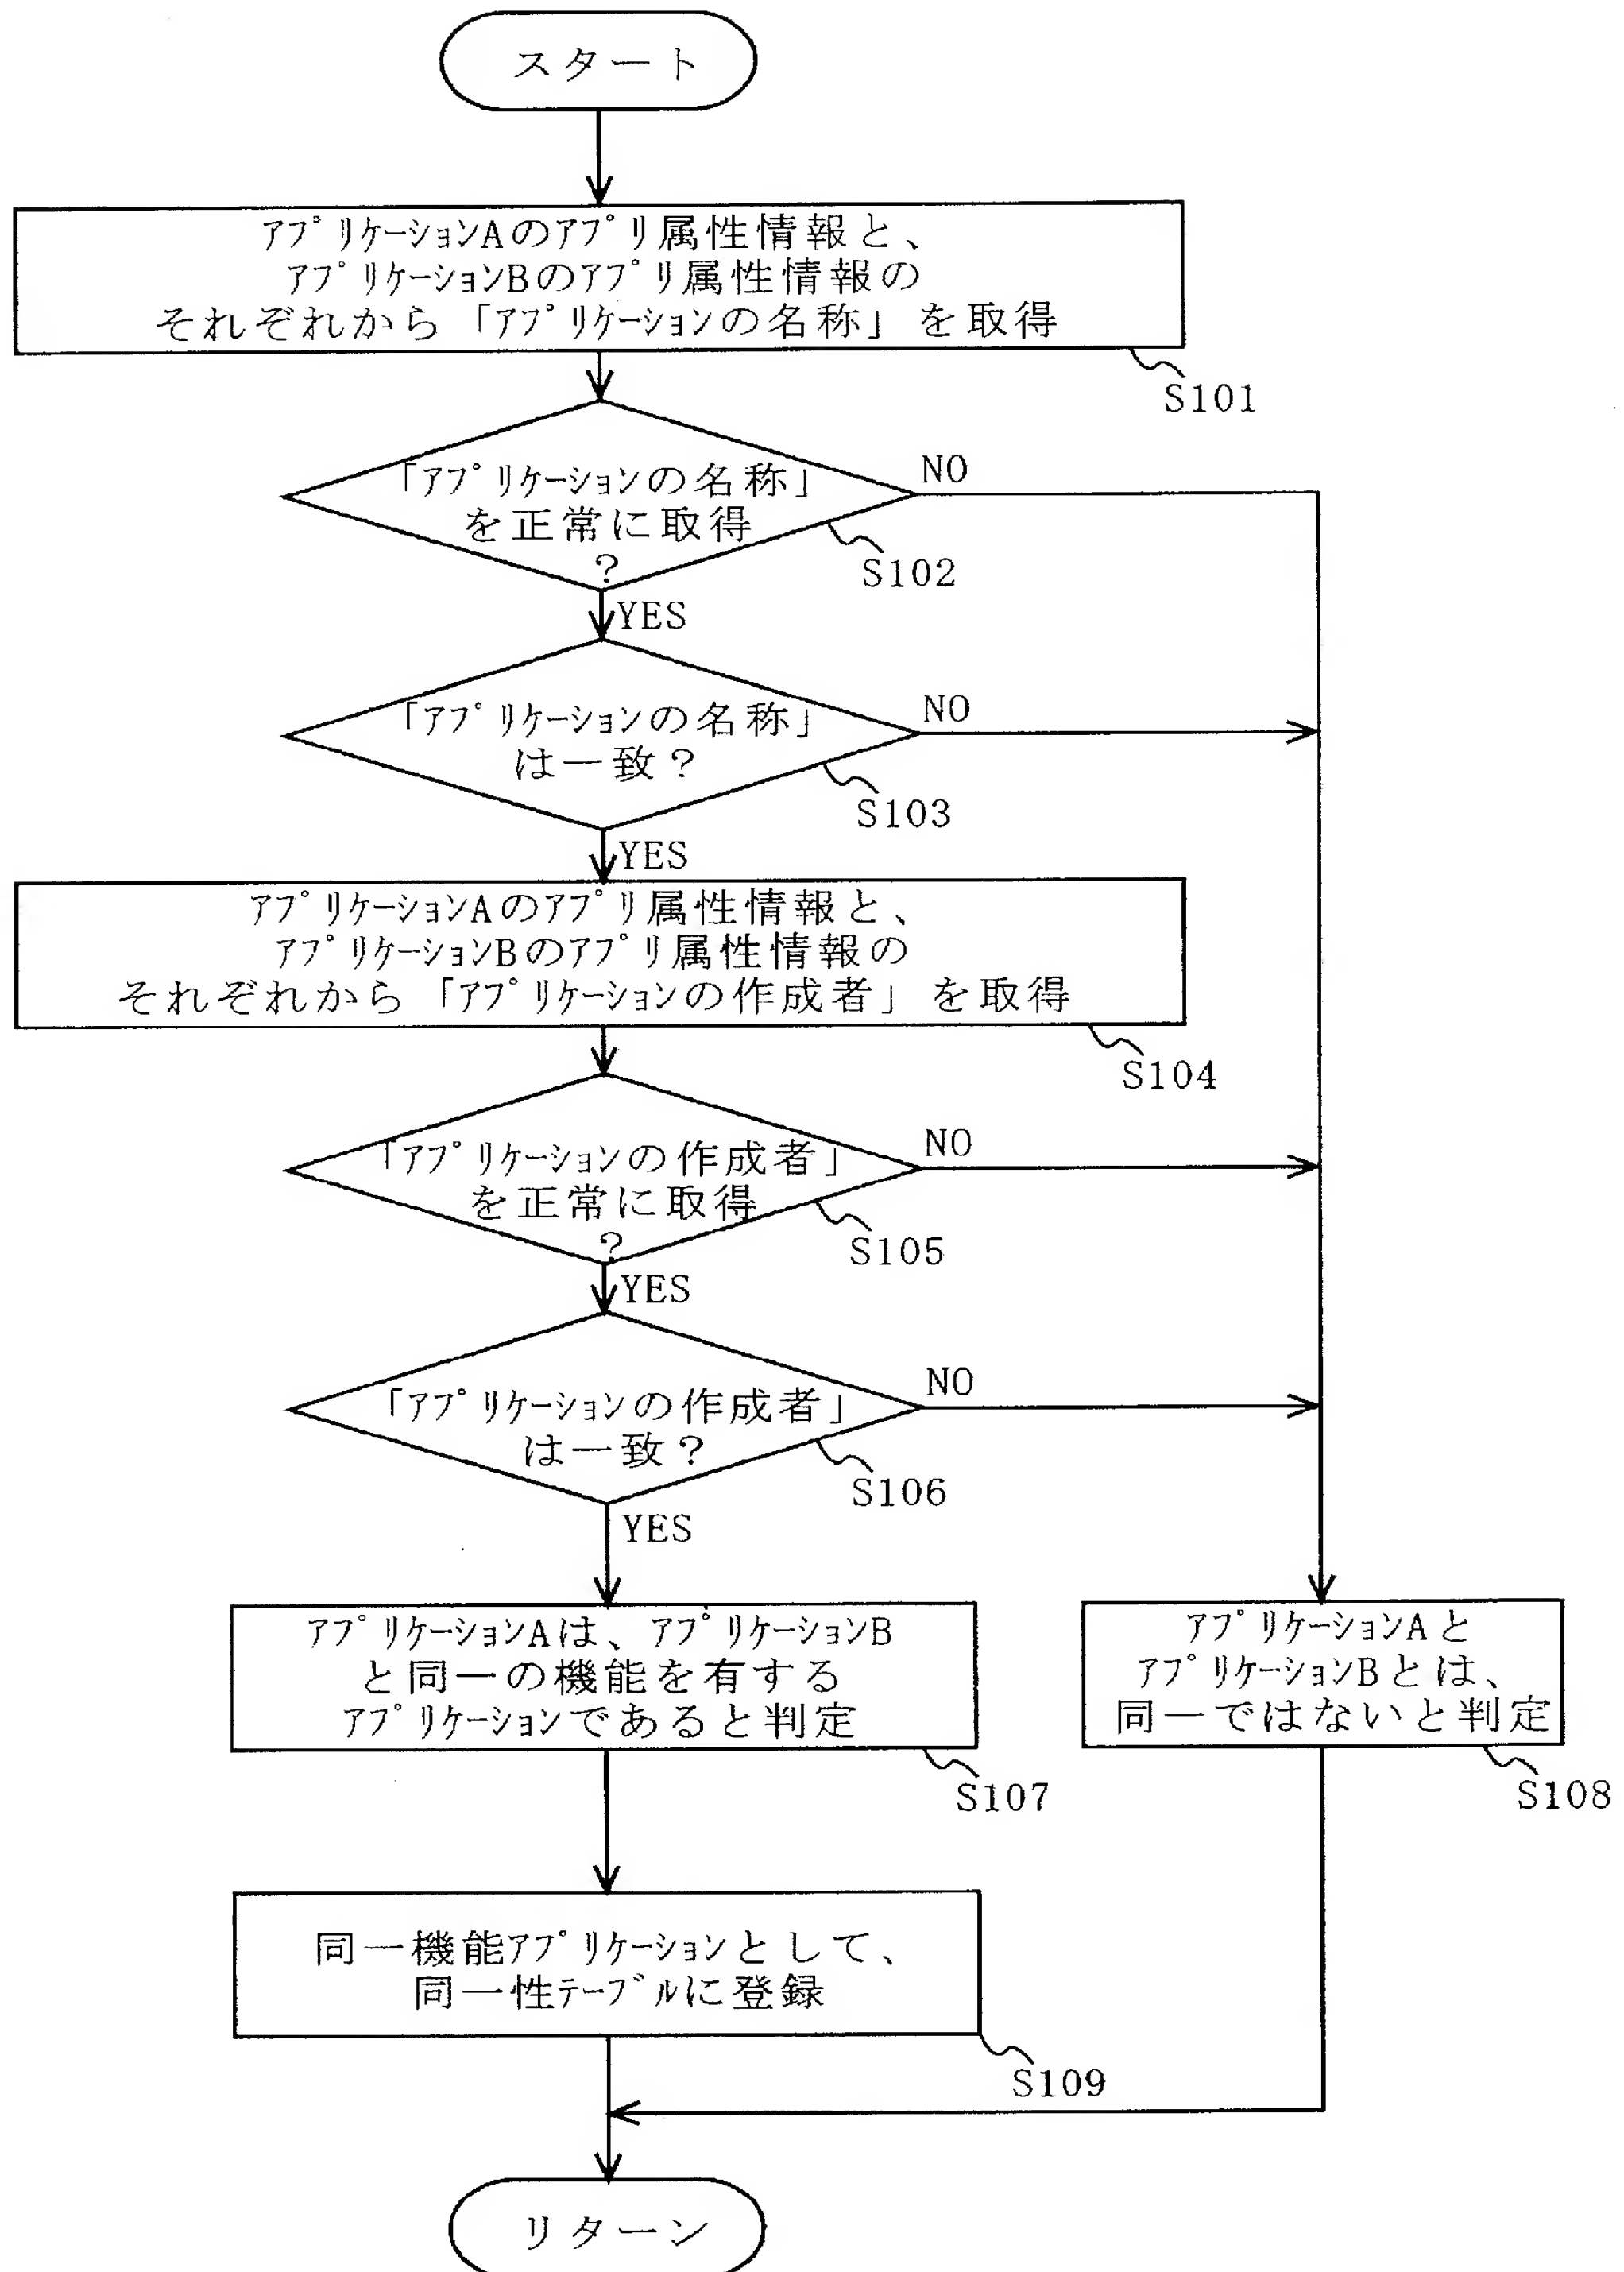 スタート
アプリケーションAのアプリ属性情報と、
アプリケーションBのアプリ属性情報の
それぞれから「アプリケーションの名称」を取得
S101
「アプリケーションの名称」
を正常に取得
?
NO
S102
YES
「アプリケーションの名称」
は一致?
NO
S103
YES
アプリケーションAのアプリ属性情報と、
アプリケーションBのアプリ属性情報の
それぞれから「アプリケーションの作成者」を取得
S104
「アプリケーションの作成者」
を正常に取得
?
NO
S105
YES
「アプリケーションの作成者」
は一致?
NO
S106
YES
アプリケーションAは、アプリケーションB
と同一の機能を有する
アプリケーションであると判定
S107
アプリケーションAと
アプリケーションBとは、
同一ではないと判定
S108
同一機能アプリケーションとして、
同一性テーブルに登録
S109
リターン